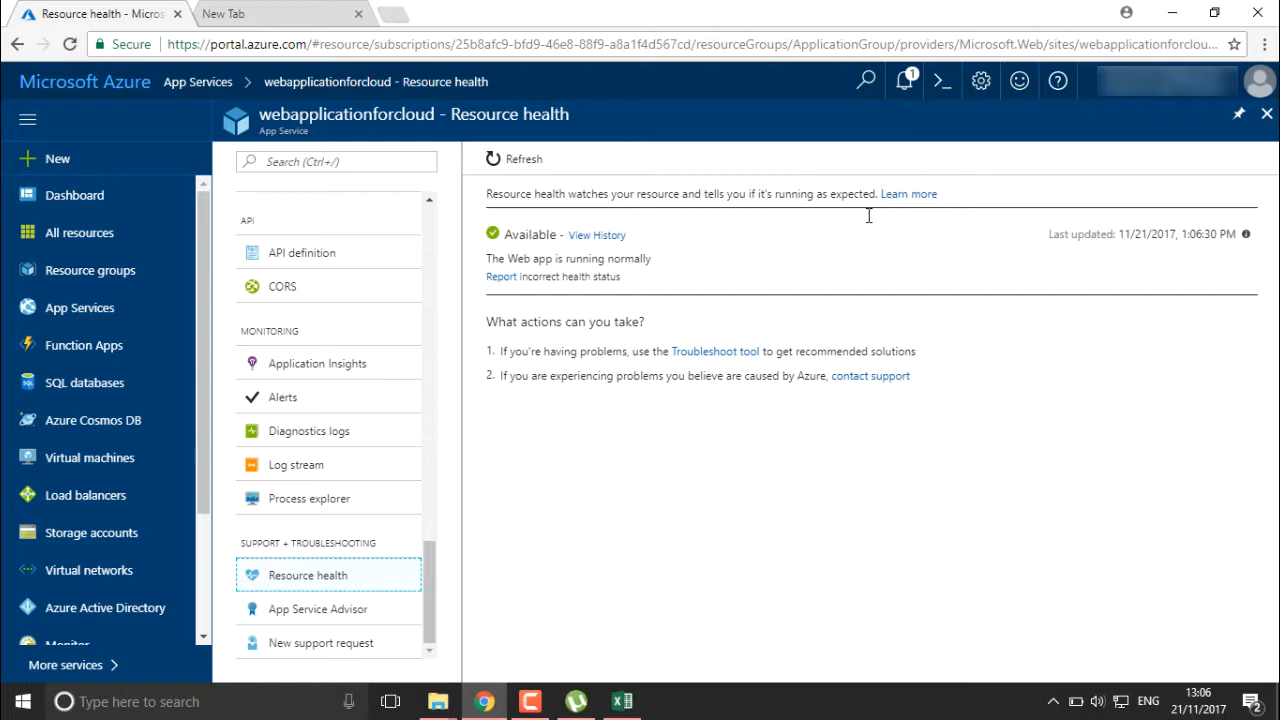 Resource health - Micros
New Tab
Secure
https://portal.azure.com/#resource/subscriptions/25b8afc9-bfd9-46e8-88f9-a8a1f4d567cd/resourceGroups/ApplicationGroup/providers/Microsoft.Web/sites/webapplicationforclou...
Microsoft Azure
App Services
webapplicationforcloud - Resource health
1
webapplicationforcloud - Resource health
App Service
New
Dashboard
All resources
Resource groups
App Services
Function Apps
SQL databases
Azure Cosmos DB
Virtual machines
Load balancers
Storage accounts
Virtual networks
Azure Active Directory
Monitor
More services
Search (Ctrl+/)
API
API definition
CORS
MONITORING
Application Insights
Alerts
Diagnostics logs
Log stream
Process explorer
SUPPORT + TROUBLESHOOTING
Resource health
App Service Advisor
New support request
Refresh
Resource health watches your resource and tells you if it's running as expected. Learn more
Available - View History
Last updated: 11/21/2017, 1:06:30 PM
The Web app is running normally
Report incorrect health status
What actions can you take?
1. If you're having problems, use the Troubleshoot tool to get recommended solutions
2. If you are experiencing problems you believe are caused by Azure, contact support
Type here to search
ENG
13:06
21/11/2017
2